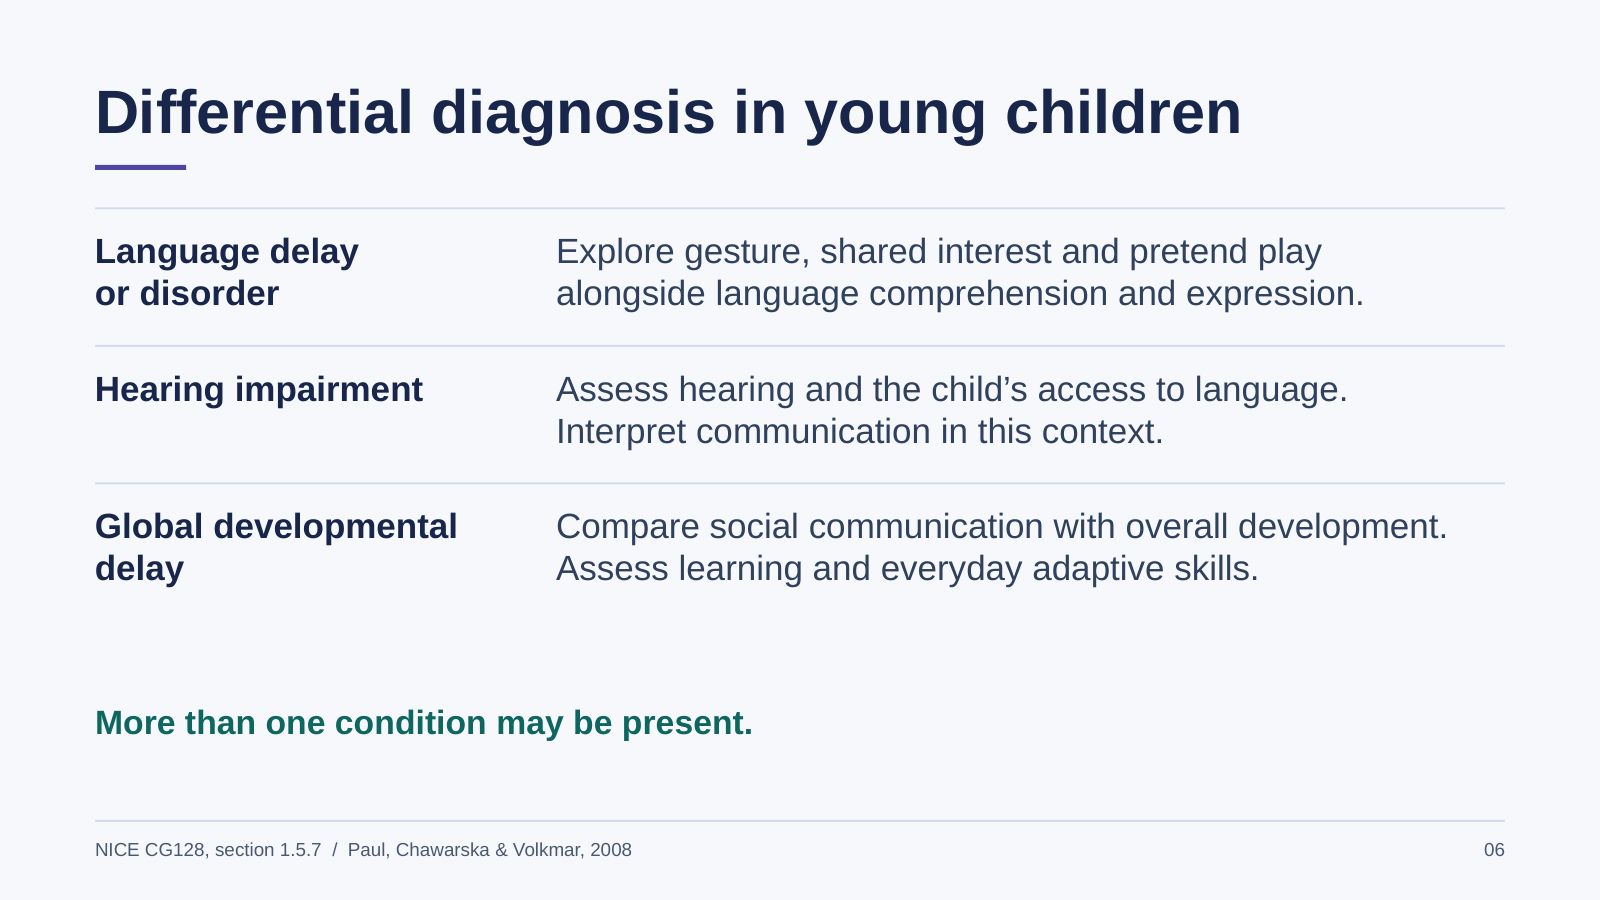 Differential diagnosis in young children
Language delay
or disorder
Explore gesture, shared interest and pretend play
alongside language comprehension and expression.
Hearing impairment
Assess hearing and the child’s access to language.
Interpret communication in this context.
Global developmental
delay
Compare social communication with overall development.
Assess learning and everyday adaptive skills.
More than one condition may be present.
NICE CG128, section 1.5.7 / Paul, Chawarska & Volkmar, 2008
06